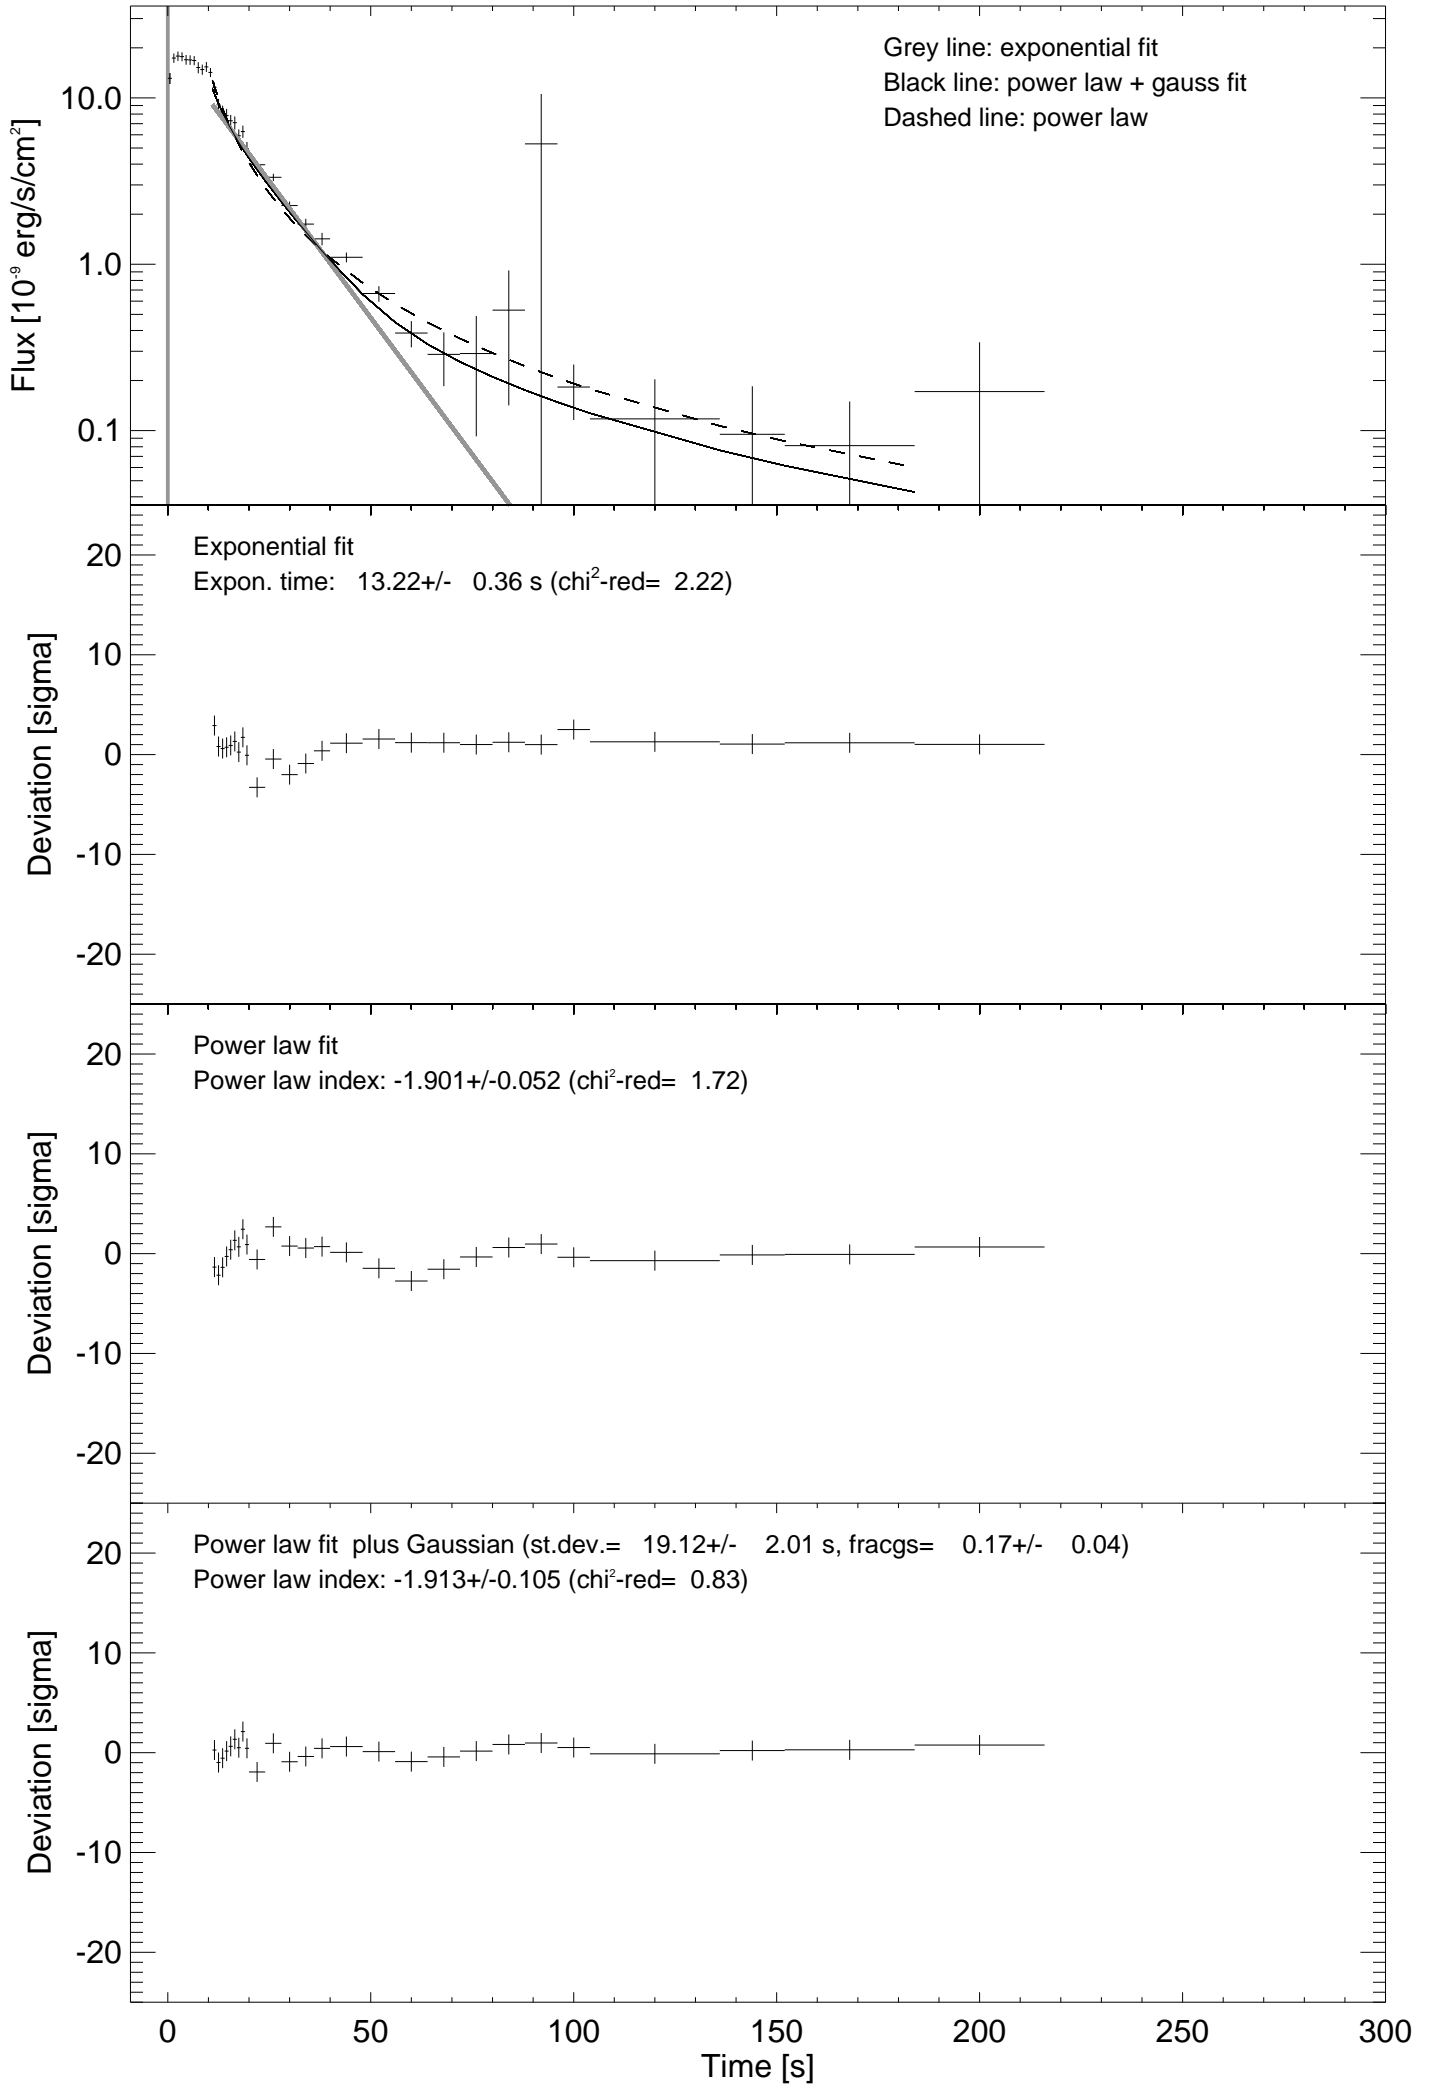 Grey line: exponential fit
Black line: power law + gauss fit
Dashed line: power law
10.0
1.0
0.1
Flux [10⁻⁹ erg/s/cm²]
Exponential fit
Expon. time: 13.22+/- 0.36 s (chi²-red= 2.22)
20
10
0
-10
-20
Deviation [sigma]
Power law fit
Power law index: -1.901+/-0.052 (chi²-red= 1.72)
20
10
0
-10
-20
Deviation [sigma]
Power law fit plus Gaussian (st.dev.= 19.12+/- 2.01 s, fracgs= 0.17+/- 0.04)
Power law index: -1.913+/-0.105 (chi²-red= 0.83)
20
10
0
-10
-20
Deviation [sigma]
0 50 100 150 200 250 300
Time [s]